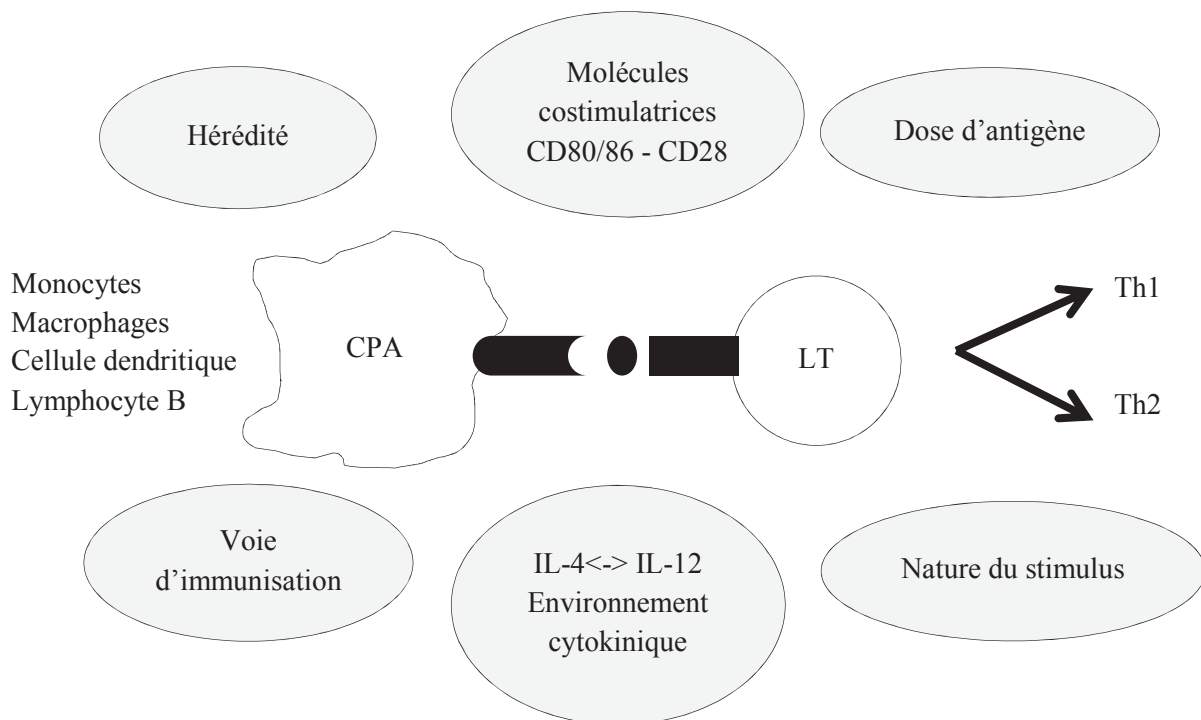 Hérédité
Molécules
costimulatrices
CD80/86 - CD28
Dose d’antigène
Monocytes
Macrophages
Cellule dendritique
Lymphocyte B
CPA
LT
Th1
Th2
Voie
d’immunisation
IL-4<-> IL-12
Environnement
cytokinique
Nature du stimulus